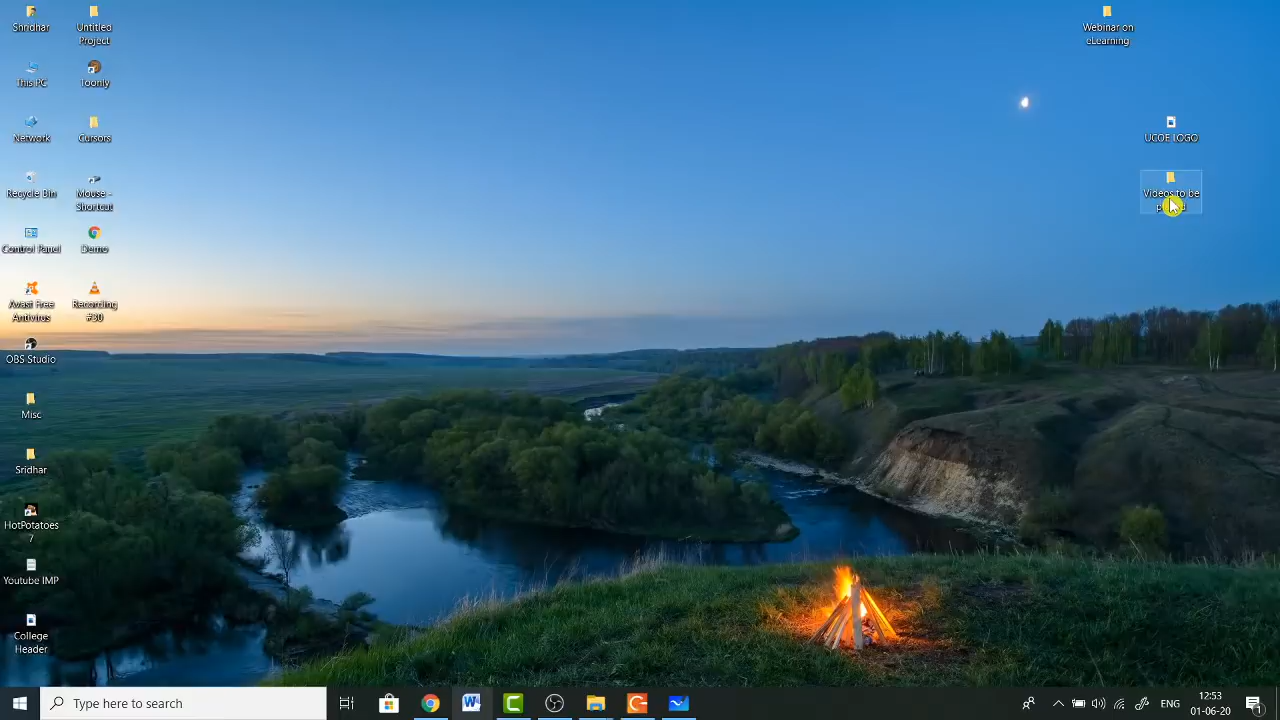 Shridhar
Untitled
Project
Webinar on
eLearning
This PC
Toonly
Network
Cursors
UCOE LOGO
Recycle Bin
Mouse -
Shortcut
Videos to be
Control Panel
Demo
Avast Free
Antivirus
Recording
#30
OBS Studio
Misc
Sridhar
HotPotatoes
7
Youtube IMP
College
Header
Type here to search
ENG
12:53
01-06-20